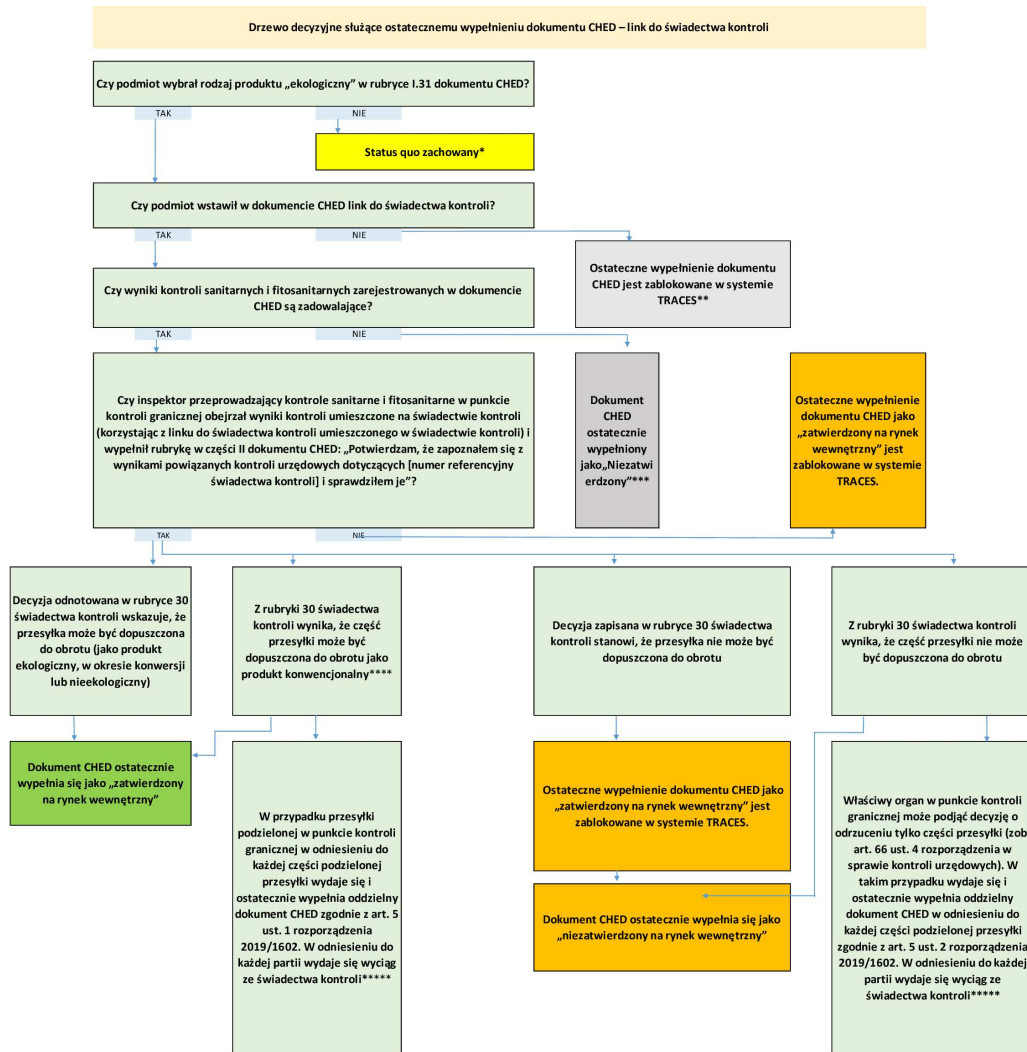 Drzewo decyzyjne służące ostatecznemu wypełnieniu dokumentu CHED – link do świadectwa kontroli
Czy podmiot wybrał rodzaj produktu „ekologiczny” w rubryce I.31 dokumentu CHED?
TAK
NIE
Status quo zachowany*
Czy podmiot wstawił w dokumencie CHED link do świadectwa kontroli?
TAK
NIE
Ostateczne wypełnienie dokumentu
CHED jest zablokowane w systemie
TRACES**
Czy wyniki kontroli sanitarnych i fitosanitarnych zarejestrowanych w dokumencie
CHED są zadowalające?
TAK
NIE
Czy inspektor przeprowadzający kontrole sanitarne i fitosanitarne w punkcie
kontroli granicznej obejrzał wyniki kontroli umieszczone na świadectwie kontroli
(korzystając z linku do świadectwa kontroli umieszczonego w świadectwie kontroli) i
wypełnił rubrykę w części II dokumentu CHED: „Potwierdzam, że zapoznałem się z
wynikami powiązanych kontroli urzędowych dotyczących [numer referencyjny
świadectwa kontroli] i sprawdziłem je”?
Dokument
CHED
ostatecznie
wypełniony
jako„Niezatwi
erdzony”***
Ostateczne wypełnienie
dokumentu CHED jako
„zatwierdzony na rynek
wewnętrzny” jest
zablokowane w systemie
TRACES.
TAK
NIE
Decyzja odnotowana w rubryce 30
świadectwa kontroli wskazuje, że
przesyłka może być dopuszczona
do obrotu (jako produkt
ekologiczny, w okresie konwersji
lub nieekologiczny)
Z rubryki 30 świadectwa
kontroli wynika, że część
przesyłki może być
dopuszczona do obrotu jako
produkt konwencjonalny****
Decyzja zapisana w rubryce 30 świadectwa
kontroli stanowi, że przesyłka nie może być
dopuszczona do obrotu
Z rubryki 30 świadectwa kontroli
wynika, że część przesyłki nie może
być dopuszczona do obrotu
Dokument CHED ostatecznie
wypełnia się jako „zatwierdzony
na rynek wewnętrzny”
W przypadku przesyłki
podzielonej w punkcie kontroli
granicznej w odniesieniu do
każdej części podzielonej
przesyłki wydaje się i
ostatecznie wypełnia oddzielny
dokument CHED zgodnie z art. 5
ust. 1 rozporządzenia
2019/1602. W odniesieniu do
każdej partii wydaje się wyciąg
ze świadectwa kontroli*****
Ostateczne wypełnienie dokumentu CHED jako
„zatwierdzony na rynek wewnętrzny” jest
zablokowane w systemie TRACES.
Dokument CHED ostatecznie wypełnia się jako
„niezatwierdzony na rynek wewnętrzny”
Właściwy organ w punkcie kontroli
granicznej może podjąć decyzję o
odrzuceniu tylko części przesyłki (zob
art. 66 ust. 4 rozporządzenia w
sprawie kontroli urzędowych). W
takim przypadku wydaje się i
ostatecznie wypełnia oddzielny
dokument CHED w odniesieniu do
każdej części podzielonej przesyłki
zgodnie z art. 5 ust. 2 rozporządzenia
2019/1602. W odniesieniu do każdej
partii wydaje się wyciąg ze
świadectwa kontroli*****